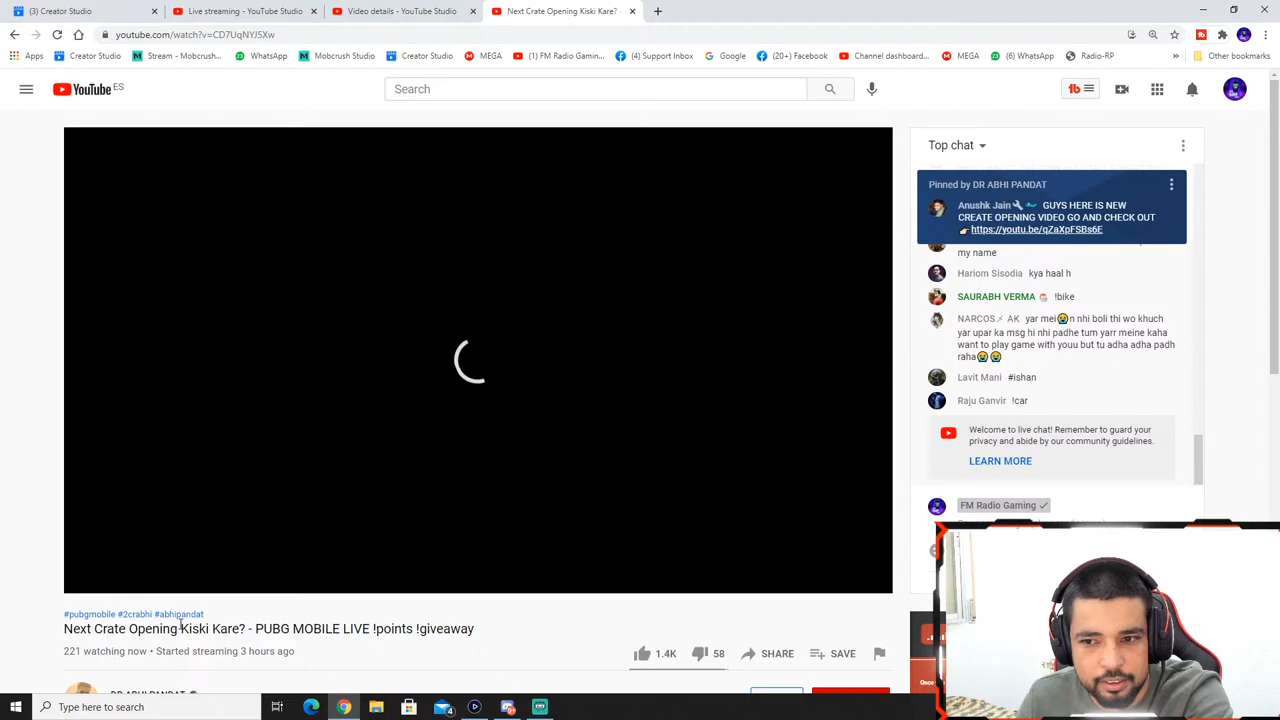 (3) Creator Studio
Live streaming - YouTube Studio
Video details - YouTube Studio
Next Crate Opening Kiski Kare?
youtube.com/watch?v=CD7UqNYJ5Xw
Apps
Creator Studio
Stream - Mobcrush...
WhatsApp
Mobcrush Studio
Creator Studio
MEGA
(1) FM Radio Gamin...
(4) Support Inbox
Google
(20+) Facebook
Channel dashboard...
MEGA
(6) WhatsApp
Radio-RP
Other bookmarks
YouTube ES
Search
Top chat
Pinned by DR ABHI PANDAT
Anushk Jain GUYS HERE IS NEW
CREATE OPENING VIDEO GO AND CHECK OUT
https://youtu.be/qZaXpFSBs6E
my name
Hariom Sisodia kya haal h
SAURABH VERMA !bike
NARCOS AK yar mei😭n nhi boli thi wo khuch
yar upar ka msg hi nhi padhe tum yarr meine kaha
want to play game with youu but tu adha adha padh
raha😭😭
Lavit Mani #ishan
Raju Ganvir !car
Welcome to live chat! Remember to guard your
privacy and abide by our community guidelines.
LEARN MORE
FM Radio Gaming ✓
#pubgmobile #2crabhi #abhipandat
Next Crate Opening Kiski Kare? - PUBG MOBILE LIVE !points !giveaway
221 watching now • Started streaming 3 hours ago
1.4K
58
SHARE
SAVE
DR ABHI PANDAT
Type here to search